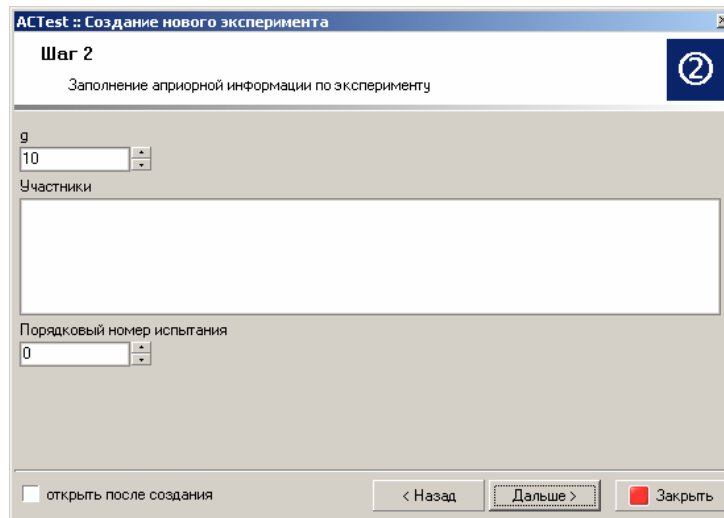 ACTest :: Создание нового эксперимента
Шаг 2
Заполнение априорной информации по эксперименту
②
g
10
Участники
Порядковый номер испытания
0
открыть после создания
< Назад
Дальше >
Закрыть